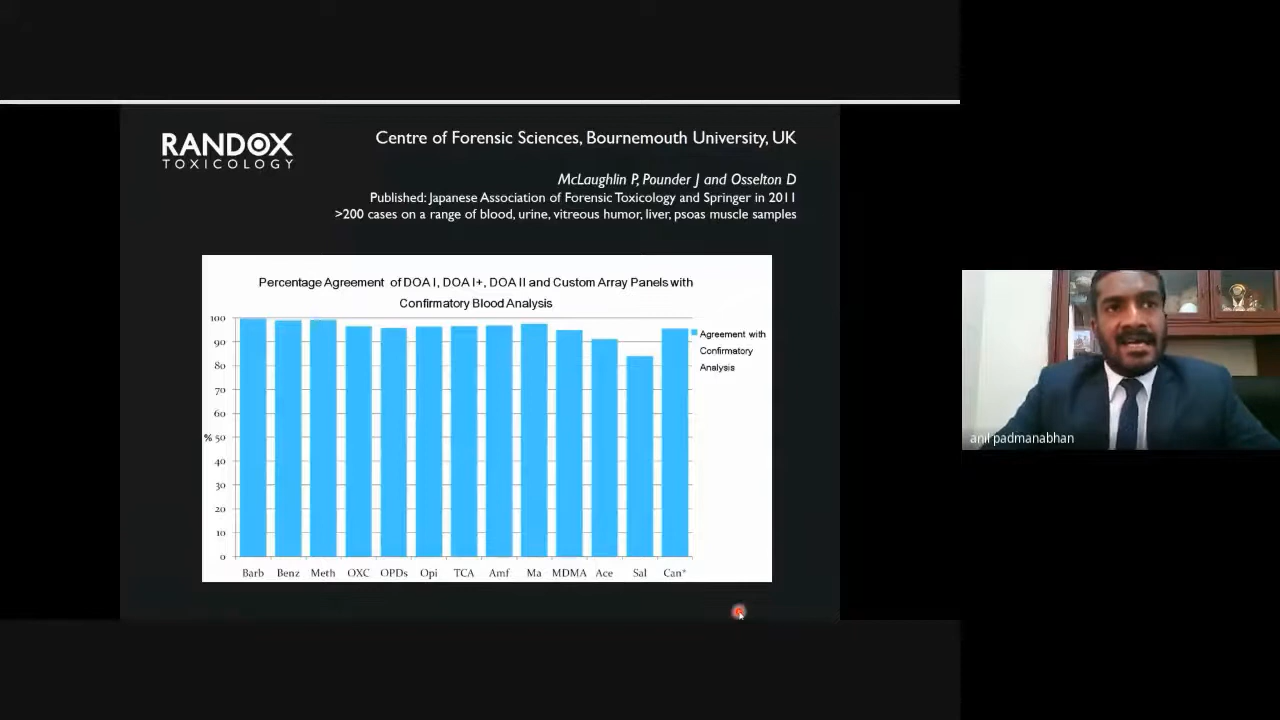 RANDOX
TOXICOLOGY
Centre of Forensic Sciences, Bournemouth University, UK
McLaughlin P, Pounder J and Osselton D
Published: Japanese Association of Forensic Toxicology and Springer in 2011
>200 cases on a range of blood, urine, vitreous humor, liver, psoas muscle samples
Percentage Agreement of DOA I, DOA I+, DOA II and Custom Array Panels with
Confirmatory Blood Analysis
100
90
80
70
60
% 50
40
30
20
10
0
Barb Benz Meth OXC OPDs Opi TCA Amf Ma MDMA Ace Sal Can*
Agreement with
Confirmatory
Analysis
anil padmanabhan